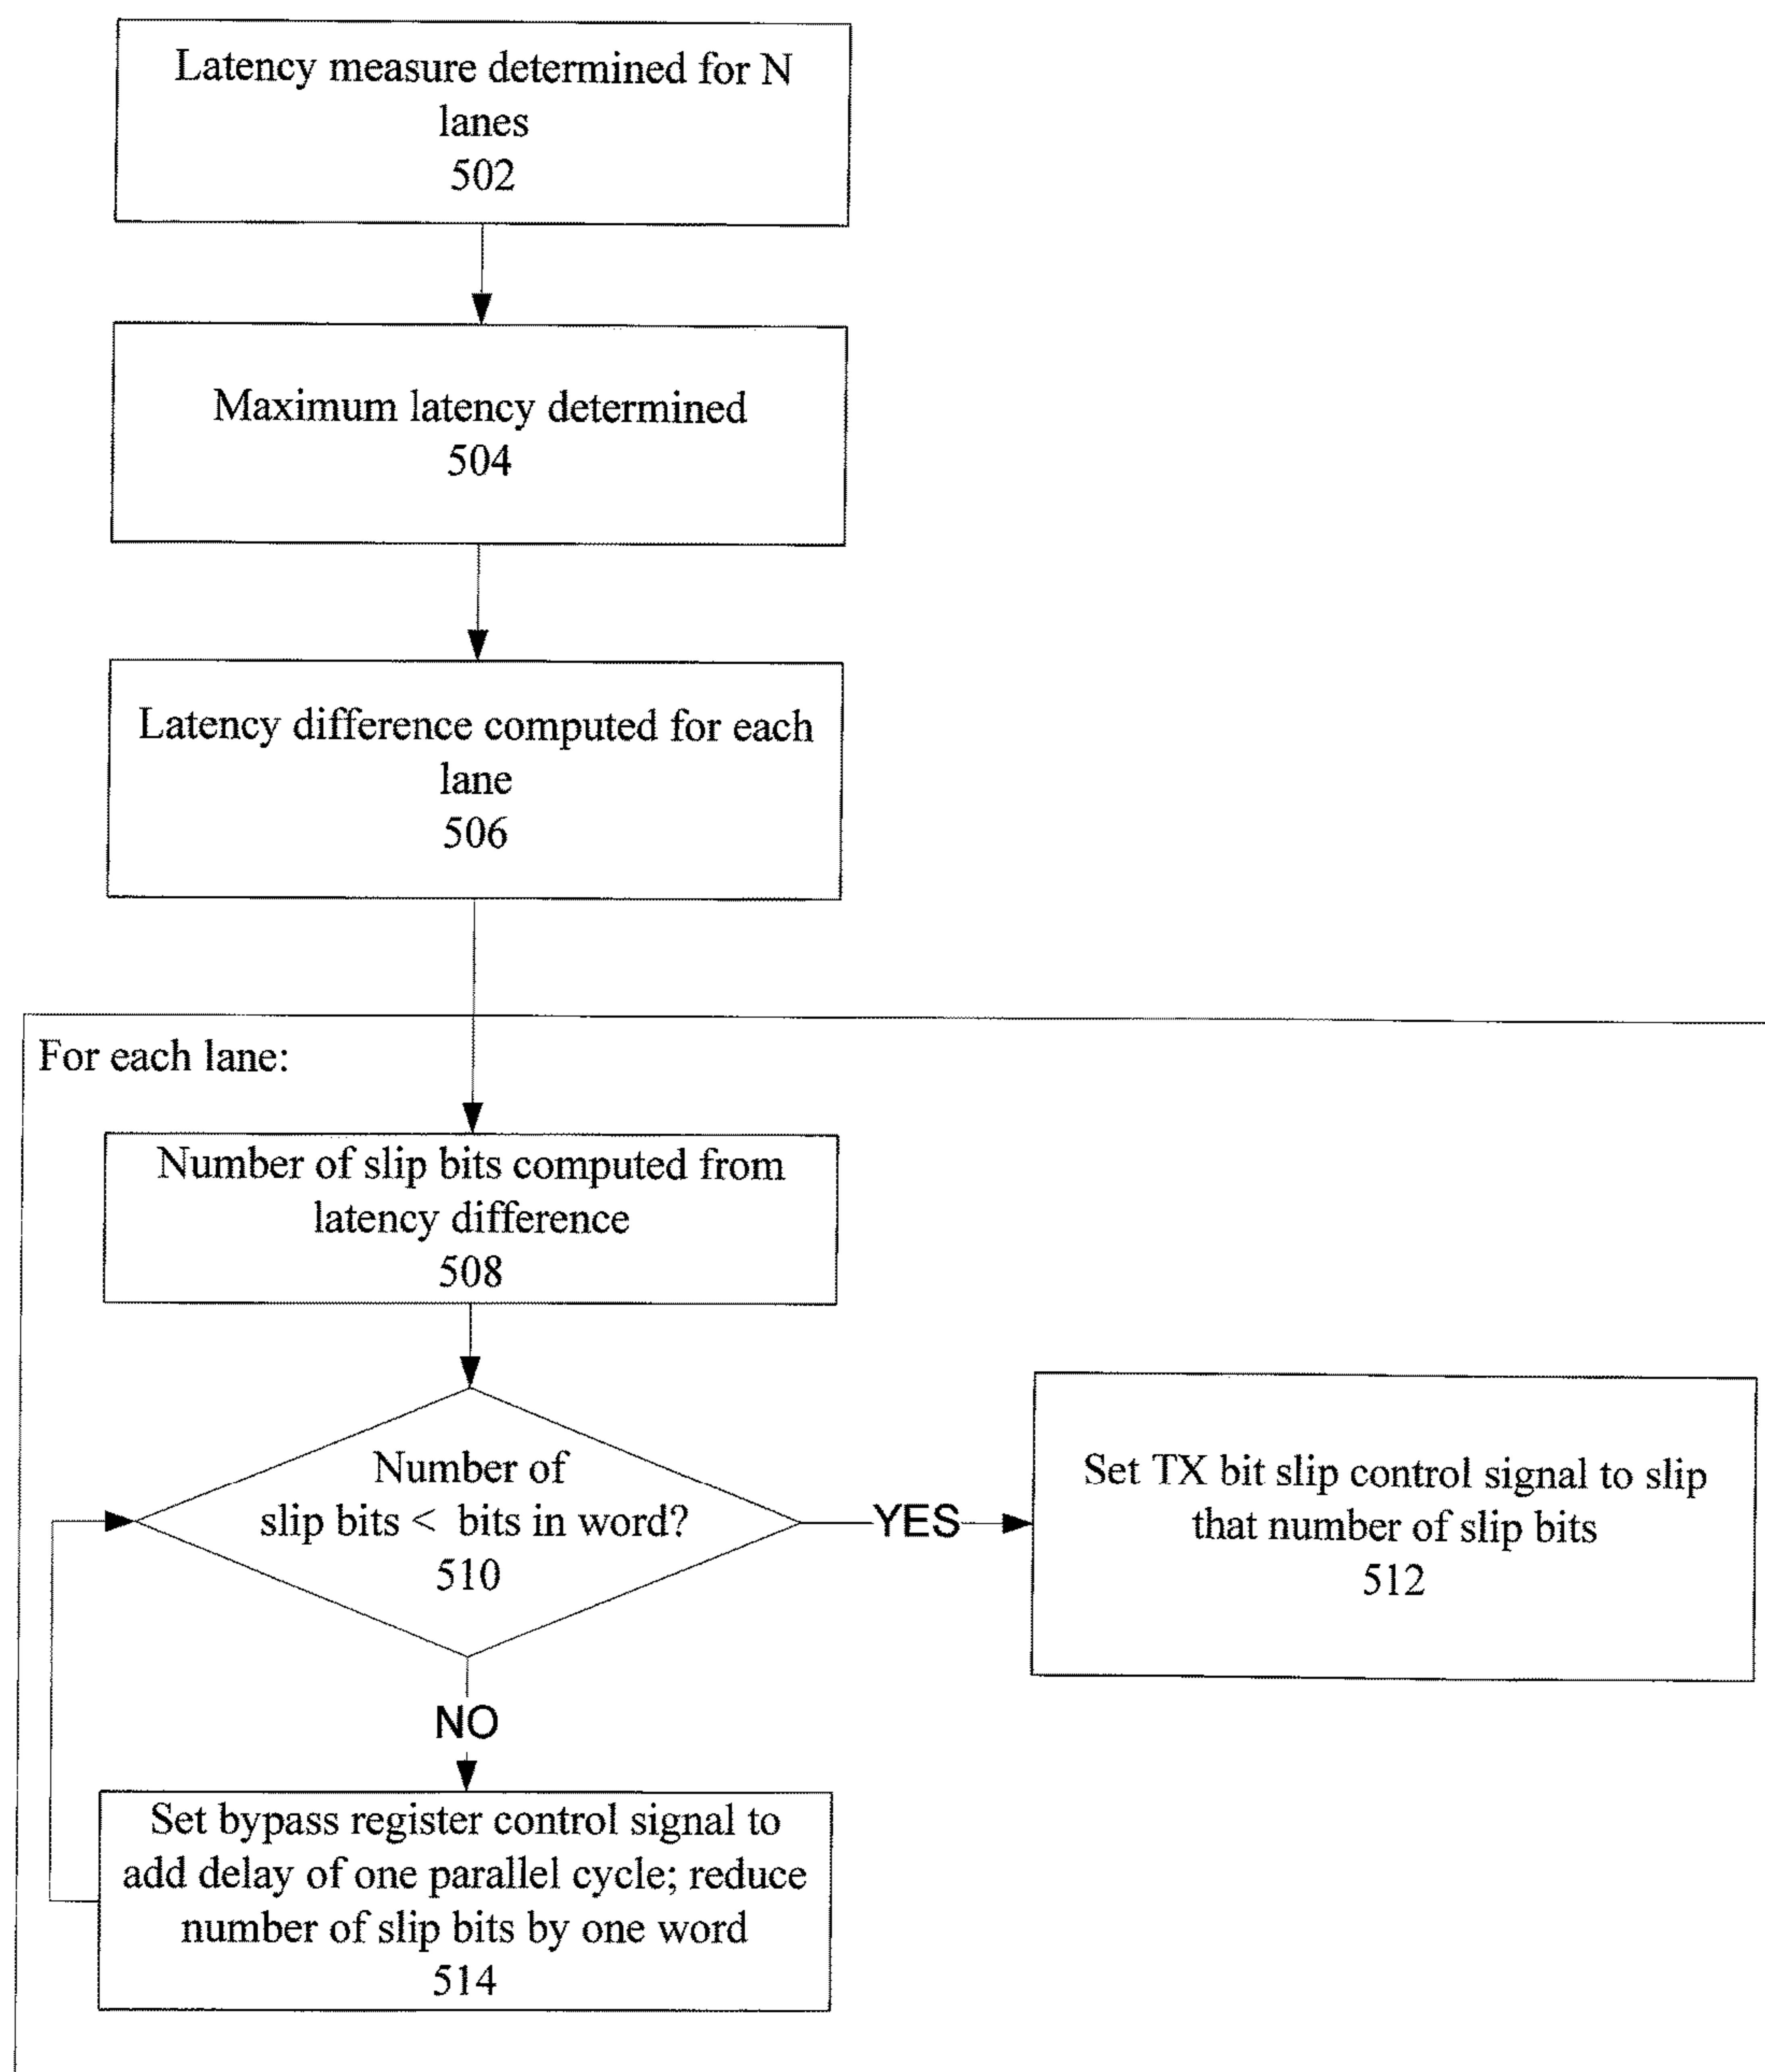 Latency measure determined for N
lanes
502
Maximum latency determined
504
Latency difference computed for each
lane
506
For each lane:
Number of slip bits computed from
latency difference
508
Number of
slip bits < bits in word?
510
YES
Set TX bit slip control signal to slip
that number of slip bits
512
NO
Set bypass register control signal to
add delay of one parallel cycle; reduce
number of slip bits by one word
514